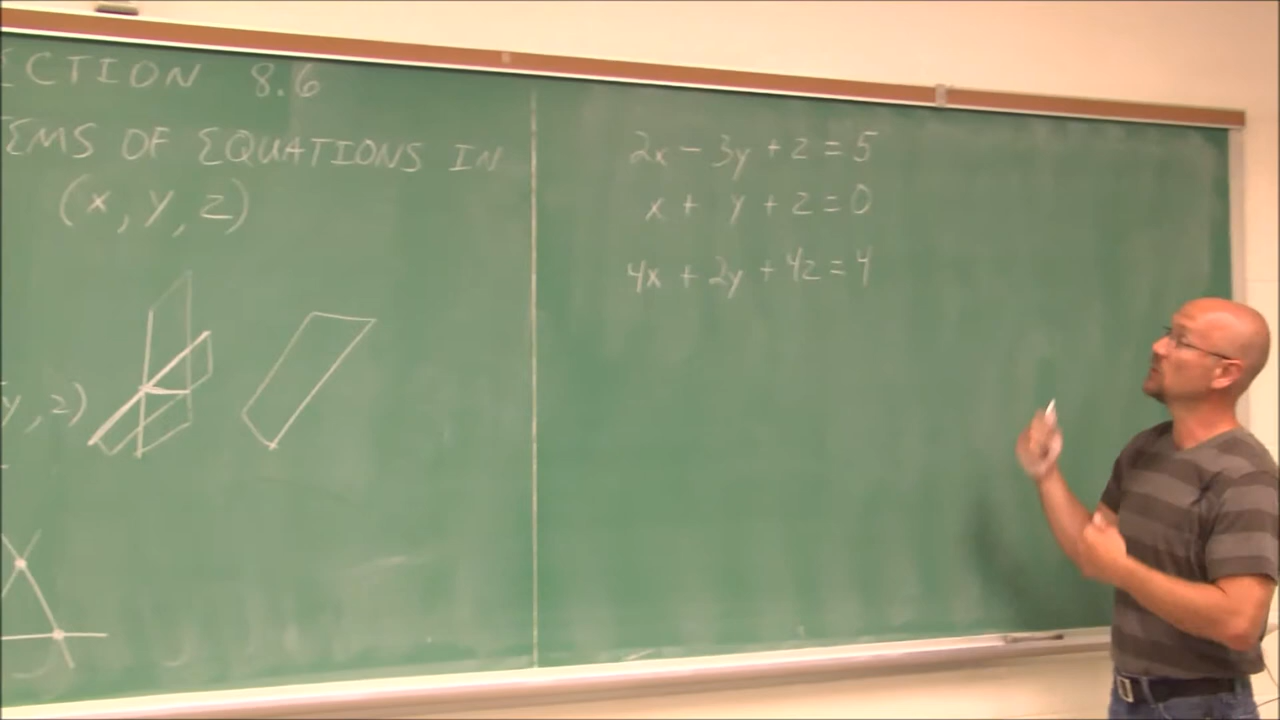 ECTION 8.6
EMS OF EQUATIONS IN
(x, y, z)
y, z)
2x - 3y + z = 5
x + y + z = 0
4x + 2y + 4z = 4